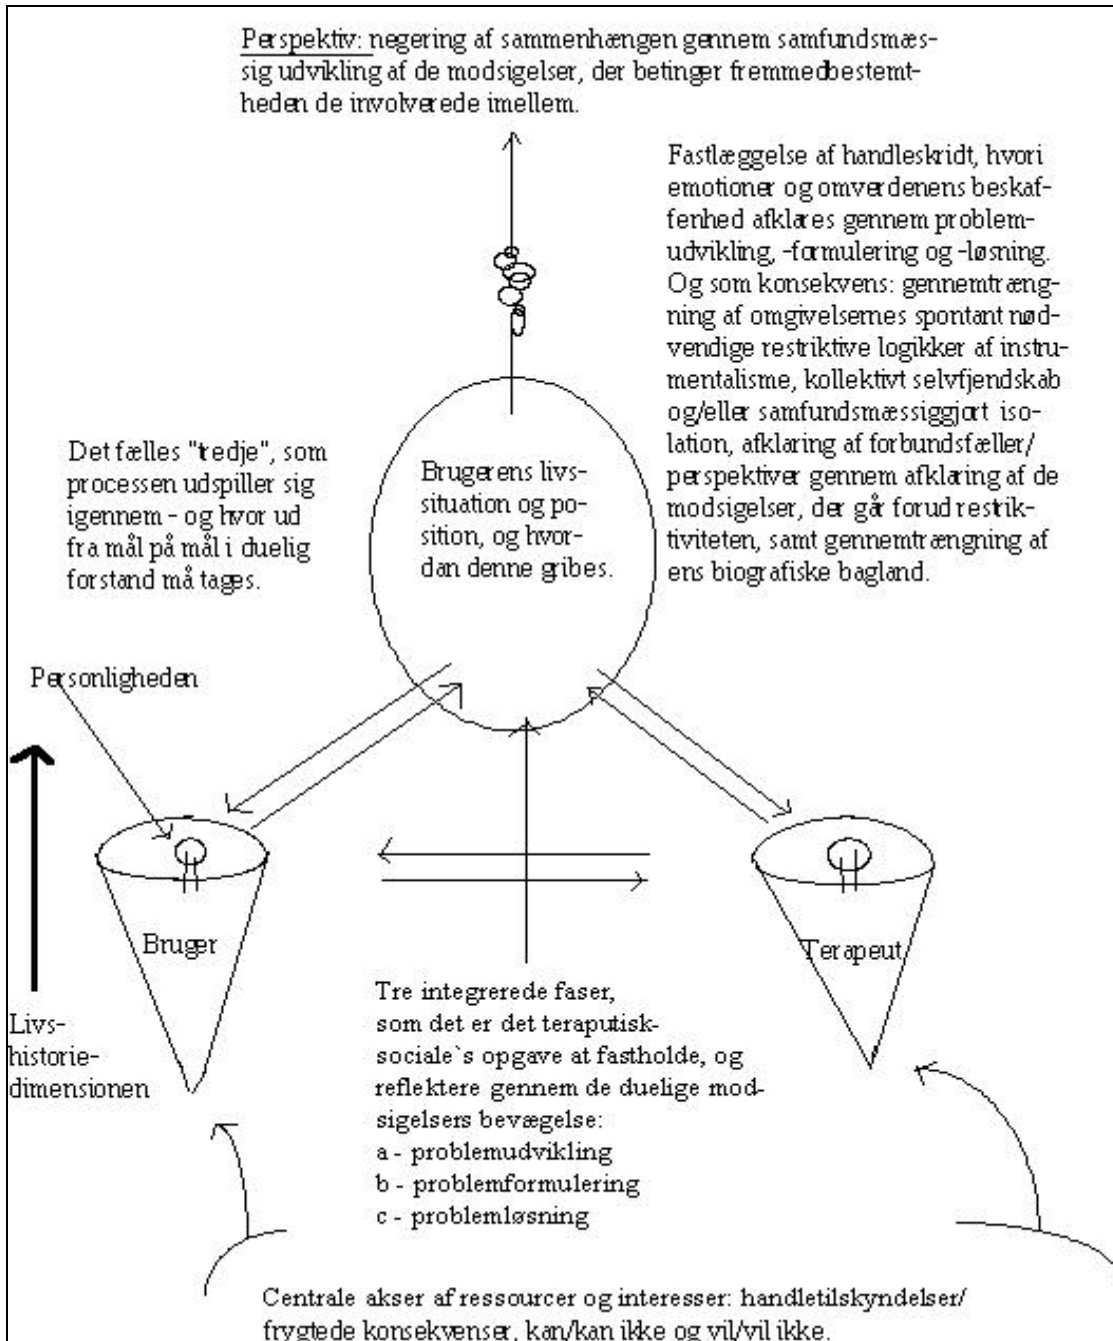 Perspektiv: negering af sammenhængen gennem samfundsmæs-
sig udvikling af de modsigelser, der betinger fremmedbestemt-
heden de involverede imellem.
Fastlæggelse af handleskridt, hvori
emotioner og omverdenens beskaf-
fenhed afklares gennem problem-
udvikling, -formulering og -løsning.
Og som konsekvens: gennemtræng-
ning af omgivelsernes spontant nød-
vendige restriktive logikker af instru-
mentalisme, kollektivt selvfjendskab
og/eller samfundsmæssiggjort iso-
lation, afklaring af forbundsfæller/
perspektiver gennem afklaring af de
modsigelser, der går forud restrik-
tiviteten, samt gennemtrængning af
ens biografiske bagland.
Det fælles "tredje", som
processen udspiller sig
igennem - og hvor ud
fra mål på mål i duelig
forstand må tages.
Brugerens livs-
situation og po-
sition, og hvor-
dan denne gribes.
Personligheden
Bruger
Terapeut
Livs-
historie-
dimensionen
Tre integrerede faser,
som det er det teraputisk-
sociale`s opgave at fastholde, og
reflektere gennem de duelige mod-
sigelsers bevægelse:
a - problemudvikling
b - problemformulering
c - problemløsning
Centrale akser af ressourcer og interesser: handletilskyndelser/
frygtede konsekvenser, kan/kan ikke og vil/vil ikke.